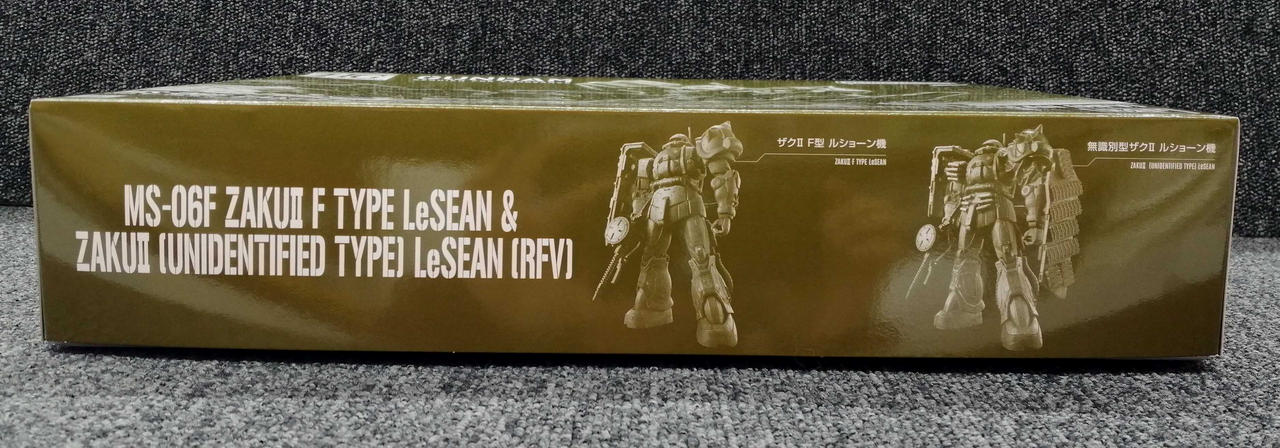 GUNDAM
MS-06F ZAKUⅡ F TYPE LeSEAN &
ZAKUⅡ (UNIDENTIFIED TYPE) LeSEAN (RFV)
ザクⅡ F型 ルショーン機
ZAKUⅡ F TYPE LeSEAN
無識別型ザクⅡ ルショーン機
ZAKUⅡ (UNIDENTIFIED TYPE) LeSEAN